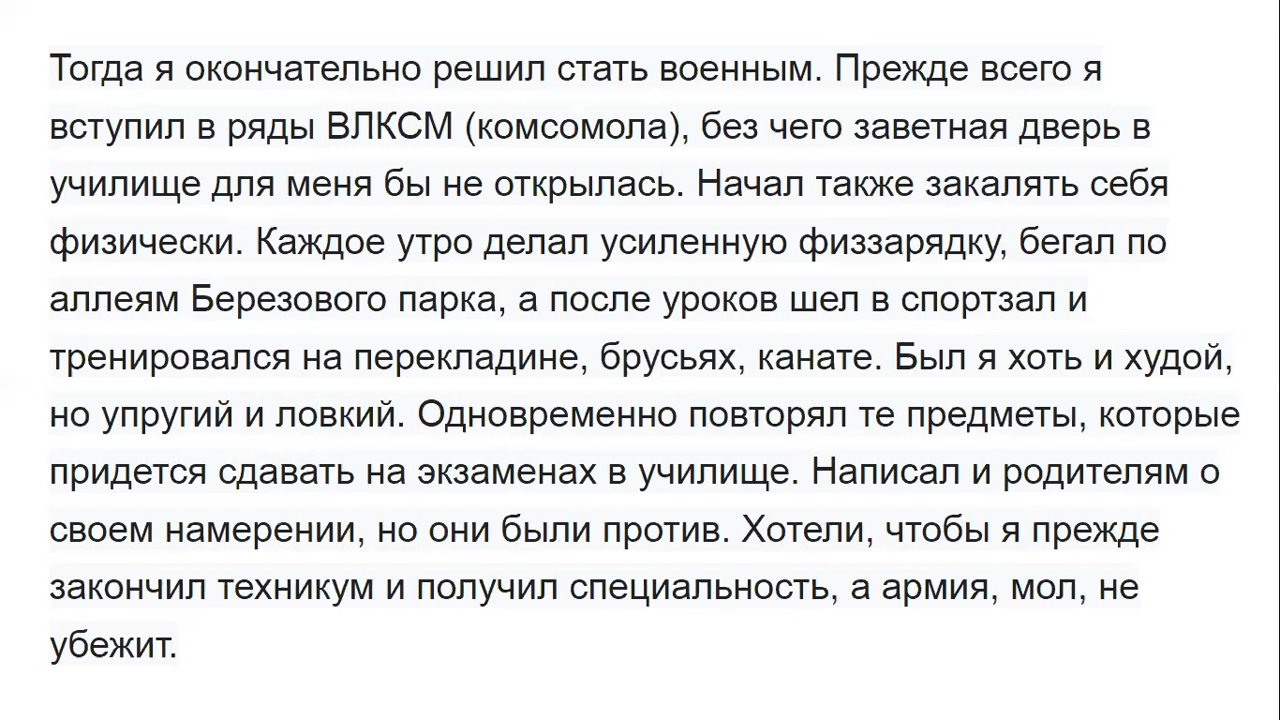 Тогда я окончательно решил стать военным. Прежде всего я
вступил в ряды ВЛКСМ (комсомола), без чего заветная дверь в
училище для меня бы не открылась. Начал также закалять себя
физически. Каждое утро делал усиленную физзарядку, бегал по
аллеям Березового парка, а после уроков шел в спортзал и
тренировался на перекладине, брусьях, канате. Был я хоть и худой,
но упругий и ловкий. Одновременно повторял те предметы, которые
придется сдавать на экзаменах в училище. Написал и родителям о
своем намерении, но они были против. Хотели, чтобы я прежде
закончил техникум и получил специальность, а армия, мол, не
убежит.